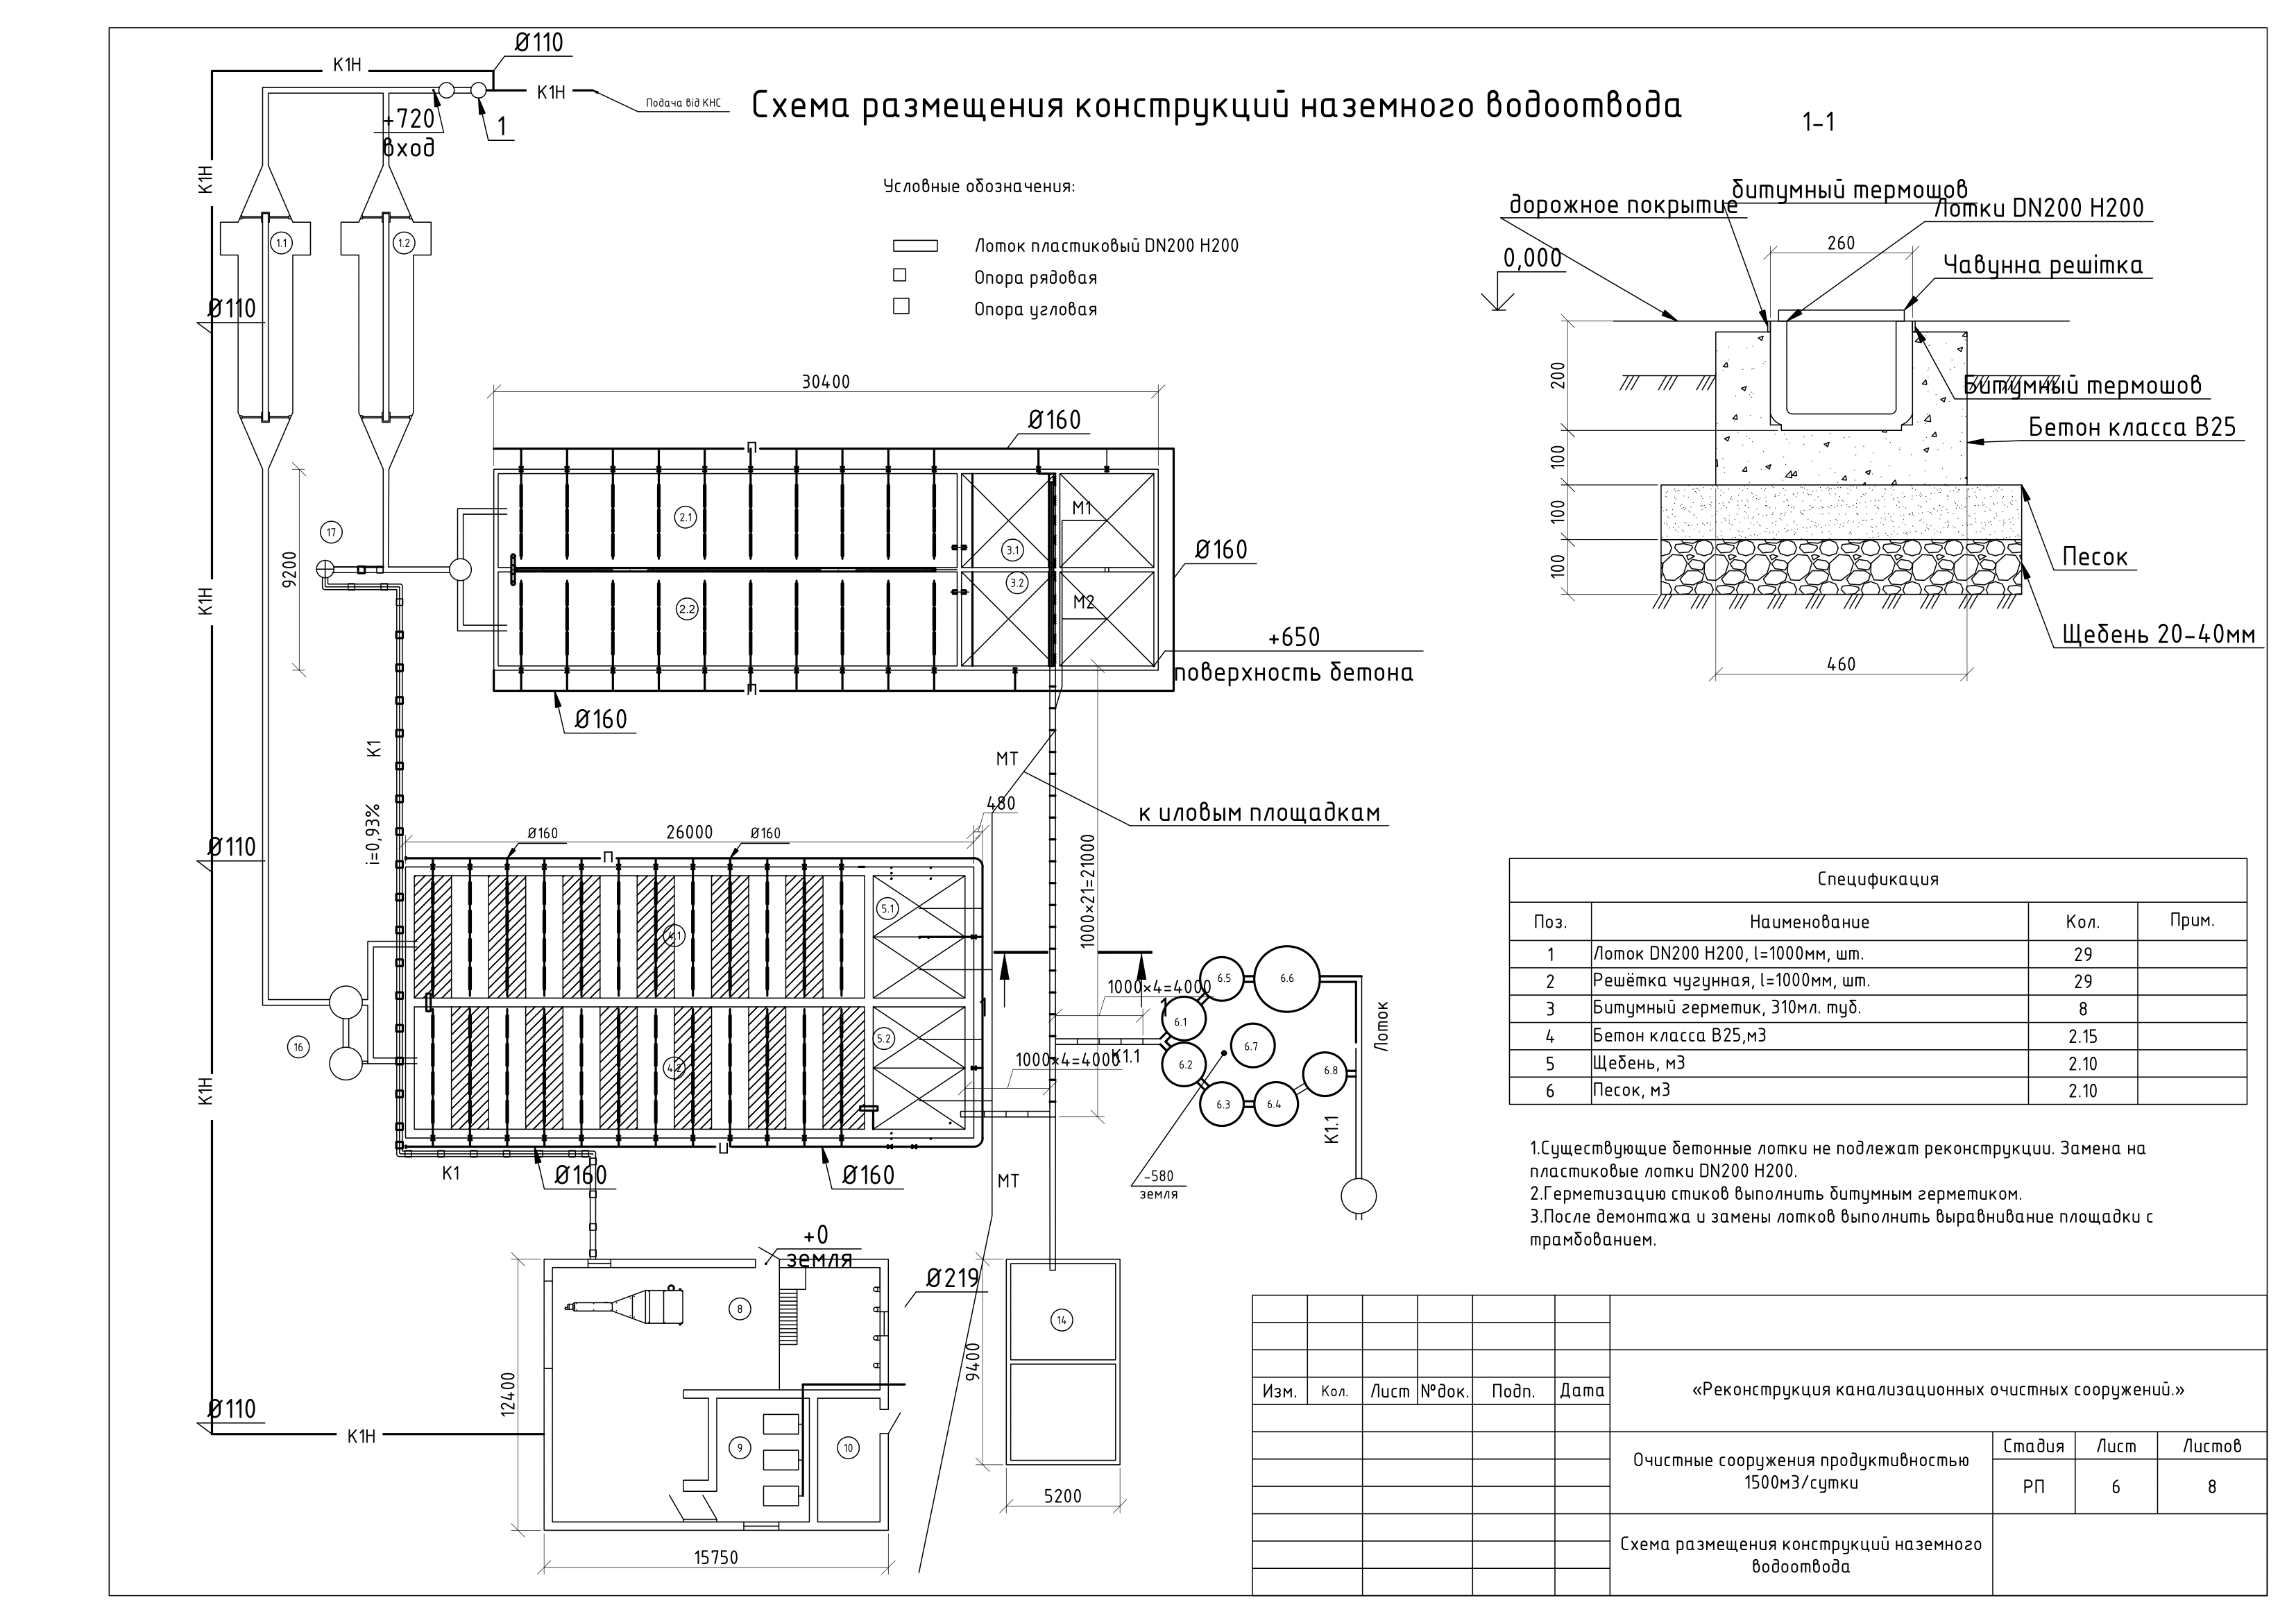 Ø110
К1Н
К1Н
Подача від КНС
Схема размещения конструкций наземного водоотвода
1-1
+720
вход
1
К1Н
Условные обозначения:
Лоток пластиковый DN200 H200
Опора рядовая
Опора угловая
битумный термошов
дорожное покрытие
Лотки DN200 H200
260
0,000
Чавунна решітка
200
Битумный термошов
Бетон класса В25
100
100
100
Песок
Щебень 20-40мм
460
1.1
1.2
Ø110
30400
Ø160
П
2.1
М1
3.1
Ø160
17
9200
3.2
2.2
М2
+650
поверхность бетона
П
Ø160
К1Н
К1
МТ
к иловым площадкам
480
i=0,93%
Ø160
26000
Ø160
Ø110
П
1000×21=21000
5.1
4.1
1000×4=4000
1
1
6.5
6.6
6.1
Лоток
16
5.2
4.2
1000×4=4000
К1.1
6.7
6.2
6.8
6.3
6.4
К1.1
К1Н
П
К1
Ø160
Ø160
МТ
-580
земля
+0
земля
Ø219
8
14
9400
12400
Ø110
К1Н
9
10
5200
15750
Спецификация
Поз. Наименование Кол. Прим.
1 Лоток DN200 H200, l=1000мм, шт. 29
2 Решётка чугунная, l=1000мм, шт. 29
3 Битумный герметик, 310мл. туб. 8
4 Бетон класса В25,м3 2.15
5 Щебень, м3 2.10
6 Песок, м3 2.10
1.Существующие бетонные лотки не подлежат реконструкции. Замена на
пластиковые лотки DN200 H200.
2.Герметизацию стиков выполнить битумным герметиком.
3.После демонтажа и замены лотков выполнить выравнивание площадки с
трамбованием.
Изм. Кол. Лист №док. Подп. Дата
«Реконструкция канализационных очистных сооружений.»
Очистные сооружения продуктивностью
1500м3/сутки
Стадия Лист Листов
РП 6 8
Схема размещения конструкций наземного
водоотвода